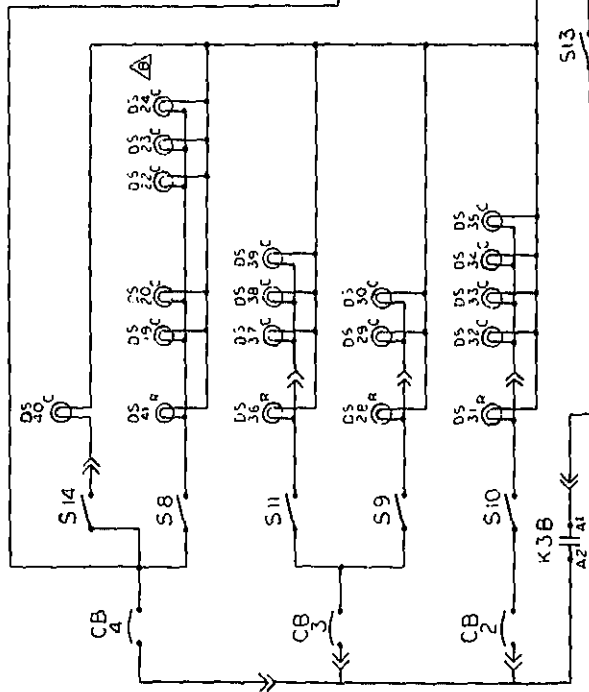 B
DS 24 C
DS 23 C
DS 22 C
DS 20 C
DS 19 C
DS 41 R
DS 40 C
S14
S8
CB 4
DS 39 C
DS 38 C
DS 37 C
DS 36 R
S11
DS 30 C
DS 29 C
DS 28 R
S9
CB 3
DS 35 C
DS 34 C
DS 33 C
DS 32 C
DS 31 R
S10
CB 2
K3B
A2
A1
S13